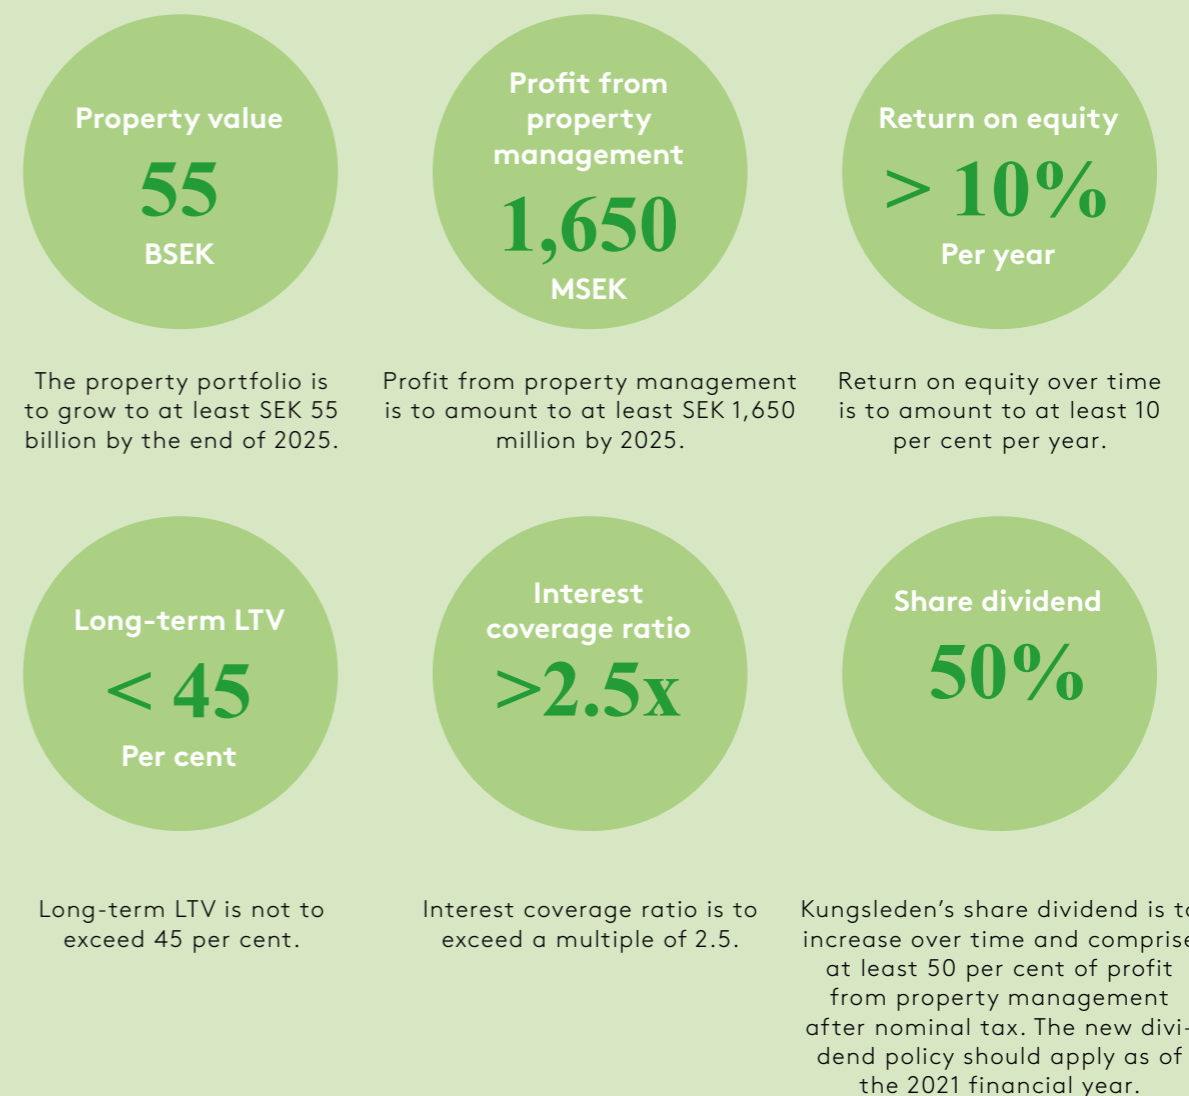 Property value
55
BSEK
The property portfolio is
to grow to at least SEK 55
billion by the end of 2025.
Profit from
property
management
1,650
MSEK
Profit from property management
is to amount to at least SEK 1,650
million by 2025.
Return on equity
> 10%
Per year
Return on equity over time
is to amount to at least 10
per cent per year.
Long-term LTV
< 45
Per cent
Long-term LTV is not to
exceed 45 per cent.
Interest
coverage ratio
>2.5x
Interest coverage ratio is to
exceed a multiple of 2.5.
Share dividend
50%
Kungsleden’s share dividend is to
increase over time and comprise
at least 50 per cent of profit
from property management
after nominal tax. The new divi-
dend policy should apply as of
the 2021 financial year.